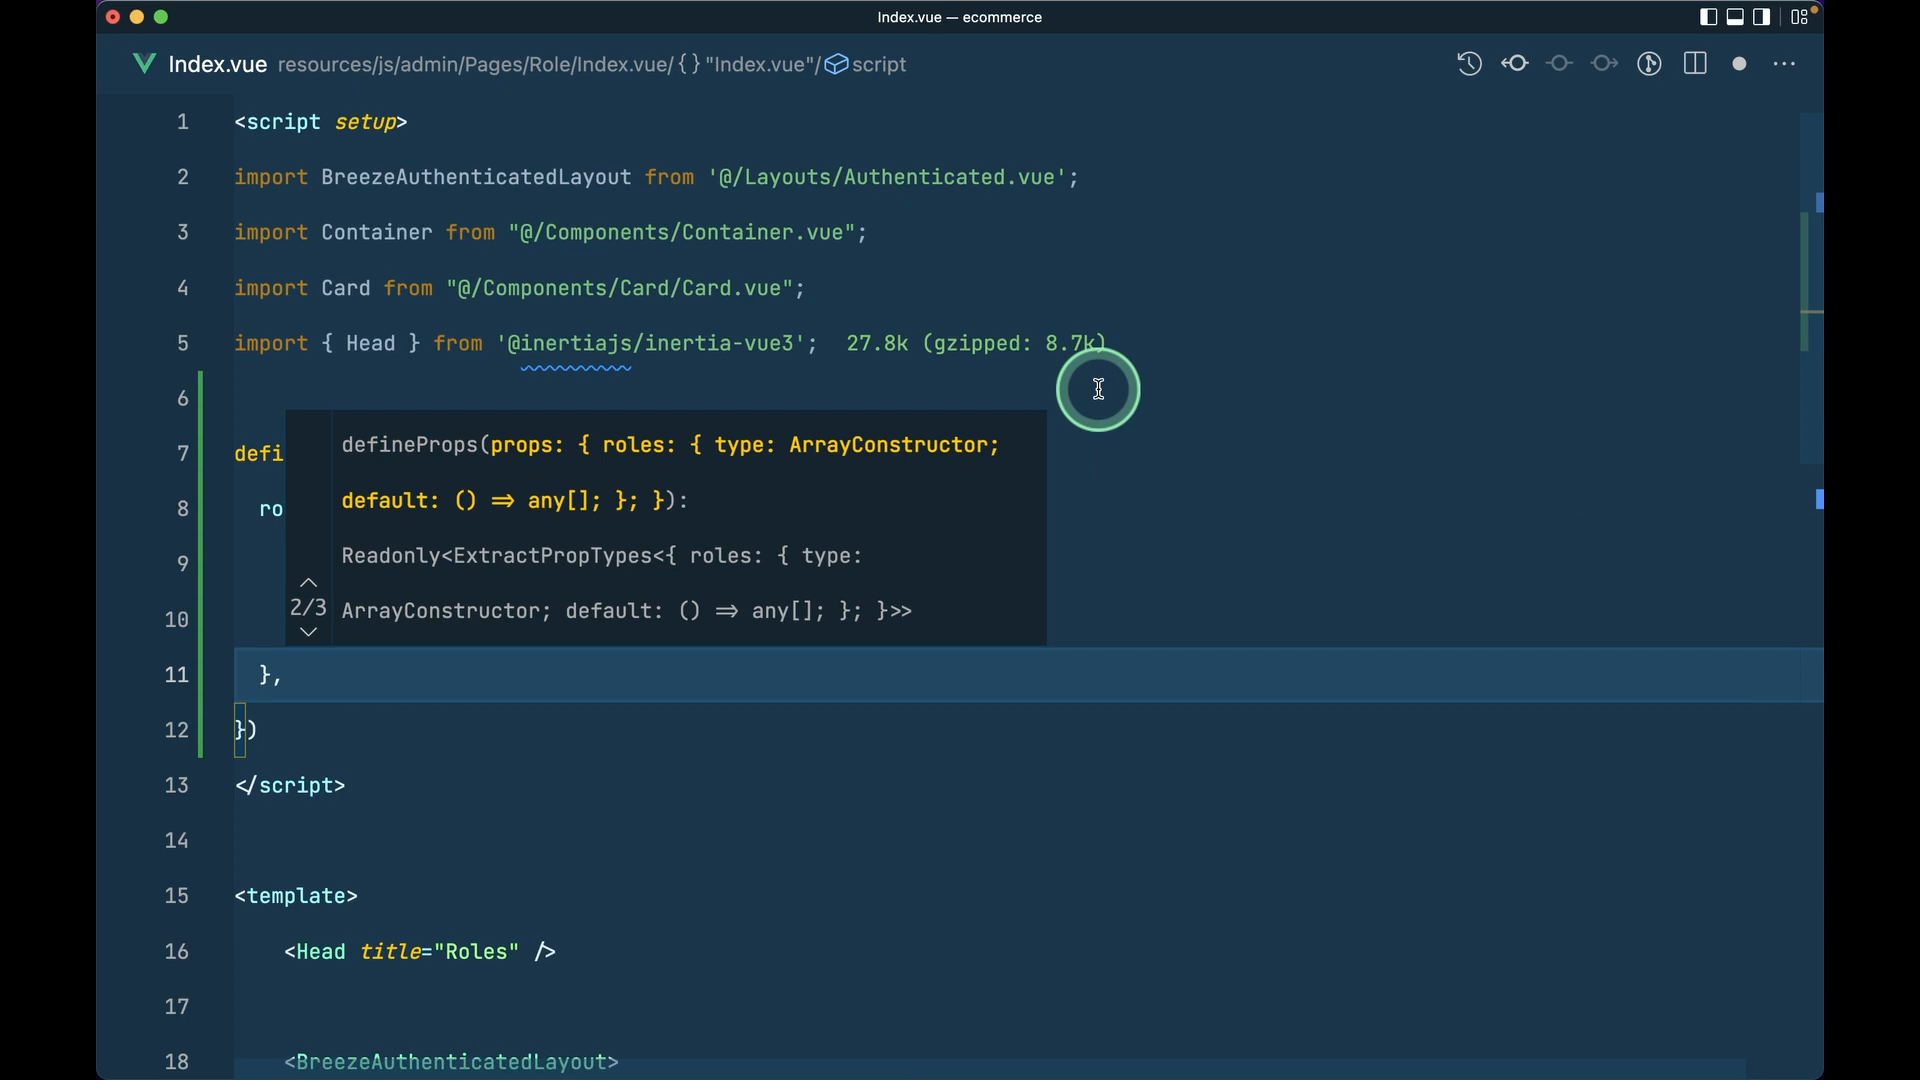 Index.vue — ecommerce
Index.vue resources/js/admin/Pages/Role/Index.vue/ {} "Index.vue"/ script
1 <script setup>
2 import BreezeAuthenticatedLayout from '@/Layouts/Authenticated.vue';
3 import Container from "@/Components/Container.vue";
4 import Card from "@/Components/Card/Card.vue";
5 import { Head } from '@inertiajs/inertia-vue3'; 27.8k (gzipped: 8.7k)
6
defineProps(props: { roles: { type: ArrayConstructor;
7 defi
default: () => any[]; }; }):
8 ro
Readonly<ExtractPropTypes<{ roles: { type:
9
2/3 ArrayConstructor; default: () => any[]; }; }>>
10
11 },
12 })
13 </script>
14
15 <template>
16 <Head title="Roles" />
17
18 <BreezeAuthenticatedLayout>